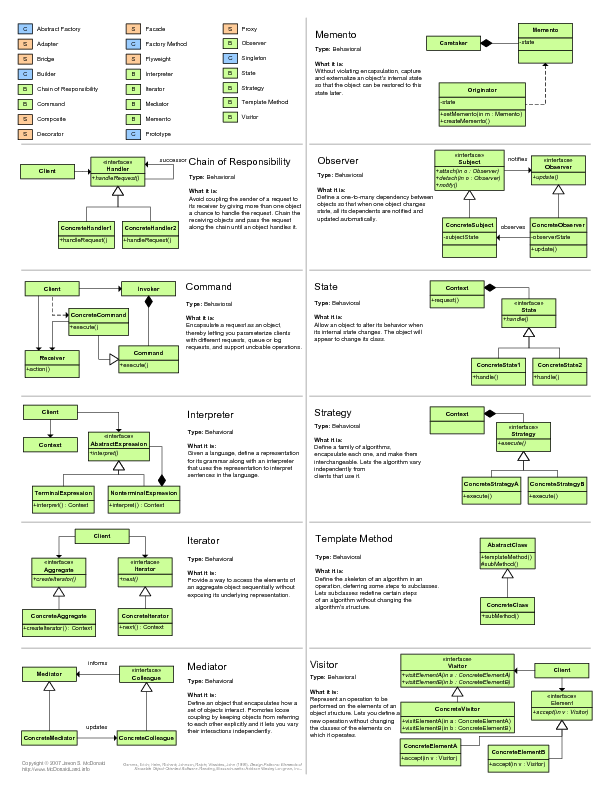 C Abstract Factory
S Adapter
S Bridge
C Builder
B Chain of Responsibility
B Command
S Composite
S Decorator
S Facade
C Factory Method
S Flyweight
B Interpreter
B Iterator
B Mediator
B Memento
C Prototype
S Proxy
B Observer
C Singleton
B State
B Strategy
B Template Method
B Visitor
Memento
Type: Behavioral
What it is:
Without violating encapsulation, capture
and externalize an object's internal state
so that the object can be restored to this
state later.
Caretaker
Memento
-state
Originator
-state
+setMemento(in m : Memento)
+createMemento()
Chain of Responsibility
Type: Behavioral
What it is:
Avoid coupling the sender of a request to
its receiver by giving more than one object
a chance to handle the request. Chain the
receiving objects and pass the request
along the chain until an object handles it.
Client
«interface»
Handler
+handleRequest()
successor
ConcreteHandler1
+handleRequest()
ConcreteHandler2
+handleRequest()
Observer
Type: Behavioral
What it is:
Define a one-to-many dependency between
objects so that when one object changes
state, all its dependents are notified and
updated automatically.
«interface»
Subject
+attach(in o : Observer)
+detach(in o : Observer)
+notify()
notifies
«interface»
Observer
+update()
ConcreteSubject
-subjectState
observes
ConcreteObserver
-observerState
+update()
Command
Type: Behavioral
What it is:
Encapsulate a request as an object,
thereby letting you parameterize clients
with different requests, queue or log
requests, and support undoable operations.
Client
Invoker
ConcreteCommand
+execute()
Receiver
+action()
Command
+execute()
State
Type: Behavioral
What it is:
Allow an object to alter its behavior when
its internal state changes. The object will
appear to change its class.
Context
+request()
«interface»
State
+handle()
ConcreteState1
+handle()
ConcreteState2
+handle()
Interpreter
Type: Behavioral
What it is:
Given a language, define a representation
for its grammar along with an interpreter
that uses the representation to interpret
sentences in the language.
Client
Context
«interface»
AbstractExpression
+interpret()
TerminalExpression
+interpret() : Context
NonterminalExpression
+interpret() : Context
Strategy
Type: Behavioral
What it is:
Define a family of algorithms,
encapsulate each one, and make them
interchangeable. Lets the algorithm vary
independently from
clients that use it.
Context
«interface»
Strategy
+execute()
ConcreteStrategyA
+execute()
ConcreteStrategyB
+execute()
Iterator
Type: Behavioral
What it is:
Provide a way to access the elements of
an aggregate object sequentially without
exposing its underlying representation.
Client
«interface»
Aggregate
+createIterator()
«interface»
Iterator
+next()
ConcreteAggregate
+createIterator() : Context
ConcreteIterator
+next() : Context
Template Method
Type: Behavioral
What it is:
Define the skeleton of an algorithm in an
operation, deferring some steps to subclasses.
Lets subclasses redefine certain steps
of an algorithm without changing the
algorithm's structure.
AbstractClass
+templateMethod()
#subMethod()
ConcreteClass
+subMethod()
Mediator
Type: Behavioral
What it is:
Define an object that encapsulates how a
set of objects interact. Promotes loose
coupling by keeping objects from referring
to each other explicitly and it lets you vary
their interactions independently.
informs
Mediator
«interface»
Colleague
updates
ConcreteMediator
ConcreteColleague
Visitor
Type: Behavioral
What it is:
Represent an operation to be
performed on the elements of an
object structure. Lets you define a
new operation without changing
the classes of the elements on
which it operates.
«interface»
Visitor
+visitElementA(in a : ConcreteElementA)
+visitElementB(in b : ConcreteElementB)
Client
ConcreteVisitor
+visitElementA(in a : ConcreteElementA)
+visitElementB(in b : ConcreteElementB)
«interface»
Element
+accept(in v : Visitor)
ConcreteElementA
+accept(in v : Visitor)
ConcreteElementB
+accept(in v : Visitor)
Copyright © 2007 Jason S. McDonald
http://www.McDonaldLand.info